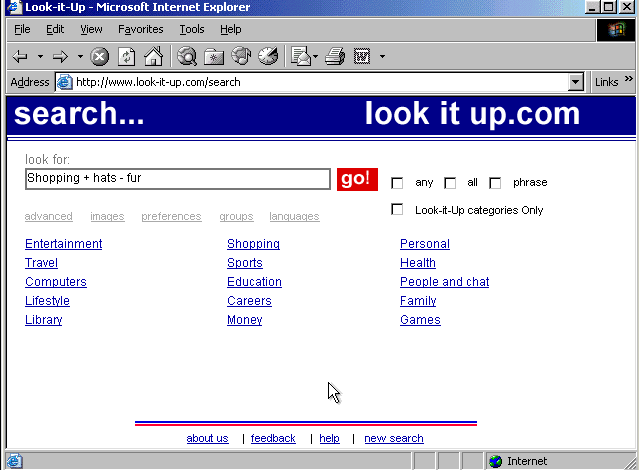 Look-it-Up - Microsoft Internet Explorer
File Edit View Favorites Tools Help
Address http://www.look-it-up.com/search Links »
search... look it up.com
look for:
Shopping + hats - fur go! any all phrase
Look-it-Up categories Only
advanced images preferences groups languages
Entertainment Shopping Personal
Travel Sports Health
Computers Education People and chat
Lifestyle Careers Family
Library Money Games
about us | feedback | help | new search
Internet